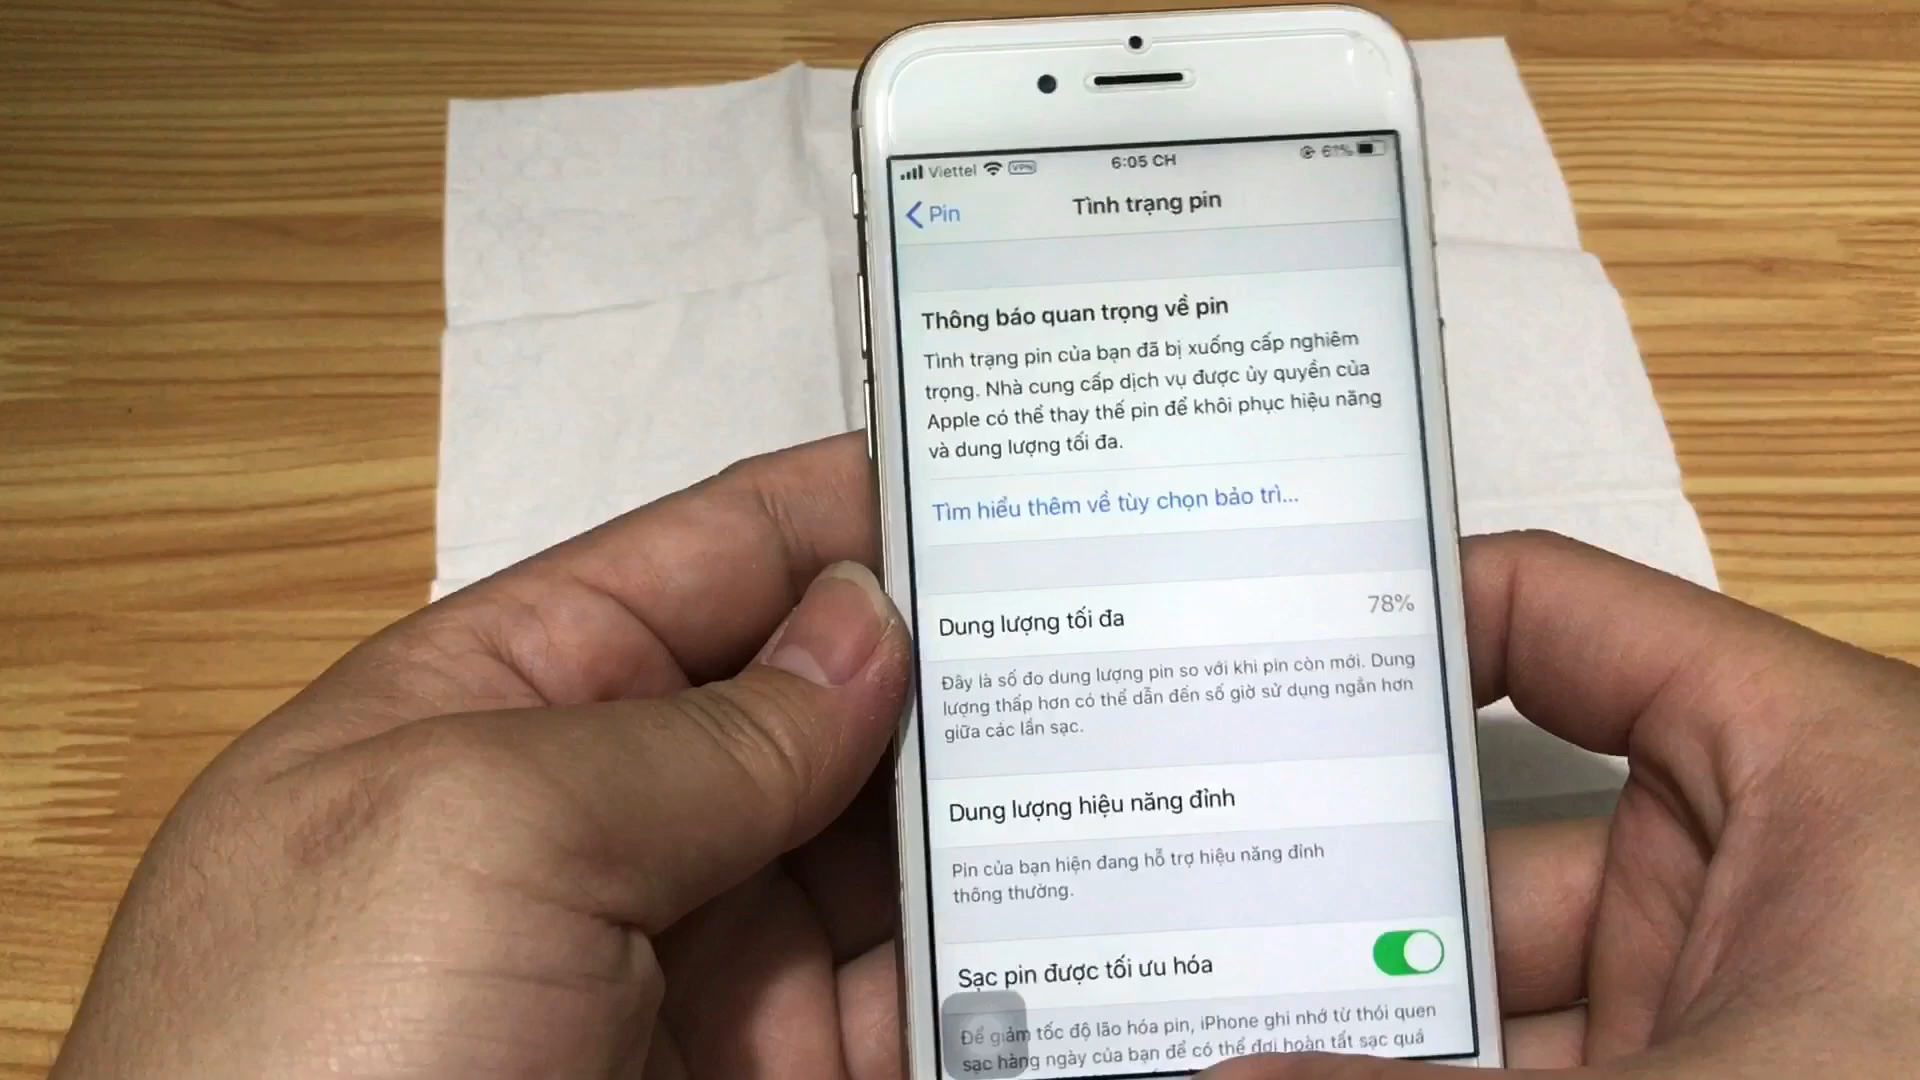 Viettel VPN 6:05 CH 61%
Pin Tình trạng pin
Thông báo quan trọng về pin
Tình trạng pin của bạn đã bị xuống cấp nghiêm
trọng. Nhà cung cấp dịch vụ được ủy quyền của
Apple có thể thay thế pin để khôi phục hiệu năng
và dung lượng tối đa.
Tìm hiểu thêm về tùy chọn bảo trì...
Dung lượng tối đa 78%
Đây là số đo dung lượng pin so với khi pin còn mới. Dung
lượng thấp hơn có thể dẫn đến số giờ sử dụng ngắn hơn
giữa các lần sạc.
Dung lượng hiệu năng đỉnh
Pin của bạn hiện đang hỗ trợ hiệu năng đỉnh
thông thường.
Sạc pin được tối ưu hóa
Để giảm tốc độ lão hóa pin, iPhone ghi nhớ từ thói quen
sạc hàng ngày của bạn để có thể đợi hoàn tất sạc quá